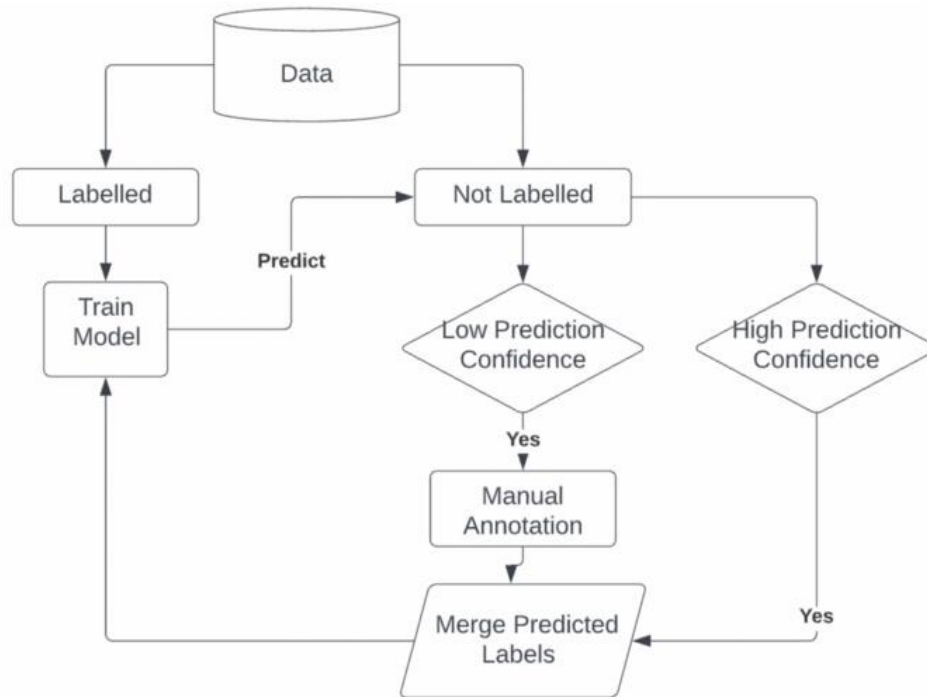 Data
Labelled
Not Labelled
Predict
Train
Model
Low Prediction
Confidence
High Prediction
Confidence
Yes
Manual
Annotation
Yes
Merge Predicted
Labels